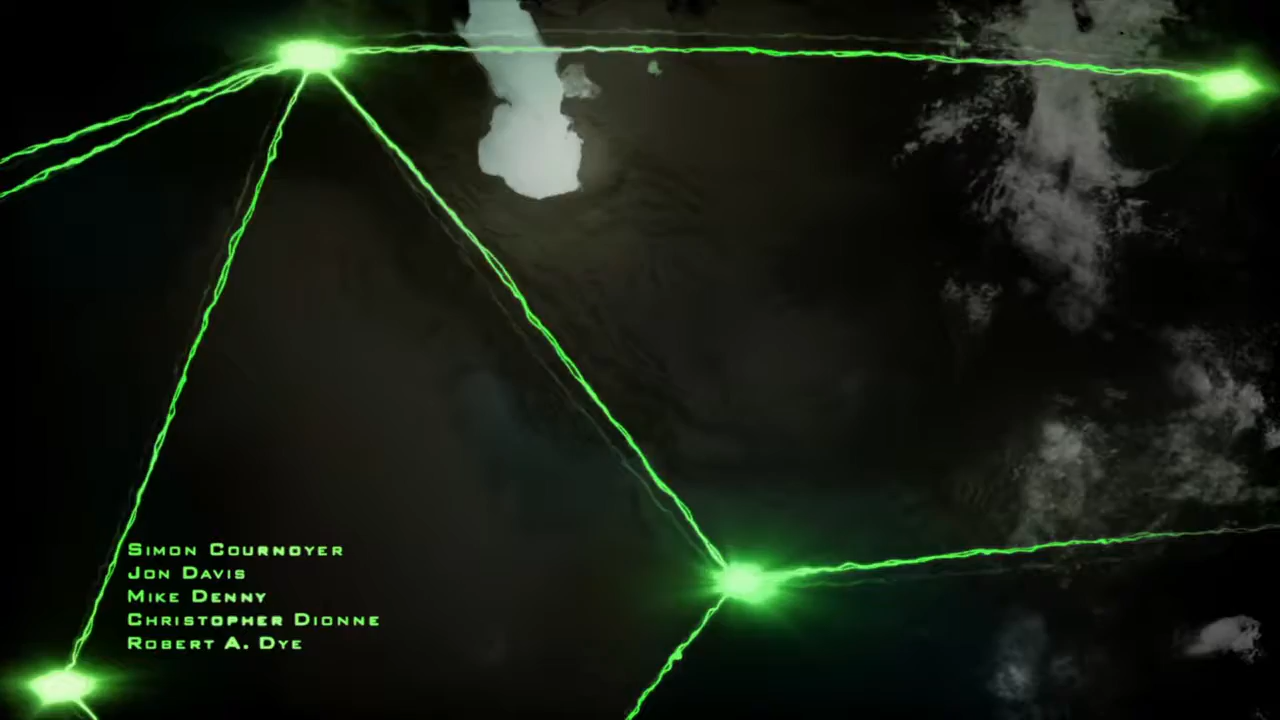 Simon Cournoyer
Jon Davis
Mike Denny
Christopher Dionne
Robert A. Dye